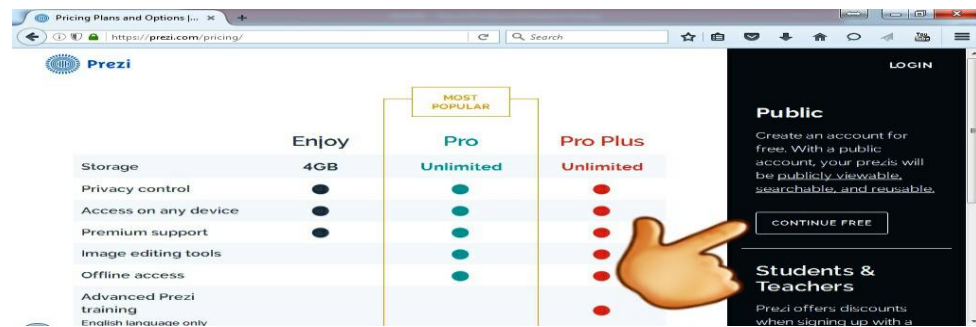 Pricing Plans and Options |...
https://prezi.com/pricing/
Search
You
Prezi
LOGIN
MOST
POPULAR
Enjoy Pro Pro Plus
Storage 4GB Unlimited Unlimited
Privacy control
Access on any device
Premium support
Image editing tools
Offline access
Advanced Prezi
training
English language only
Public
Create an account for
free. With a public
account, your prezis will
be publicly viewable,
searchable, and reusable.
CONTINUE FREE
Students &
Teachers
Prezi offers discounts
when signing up with a